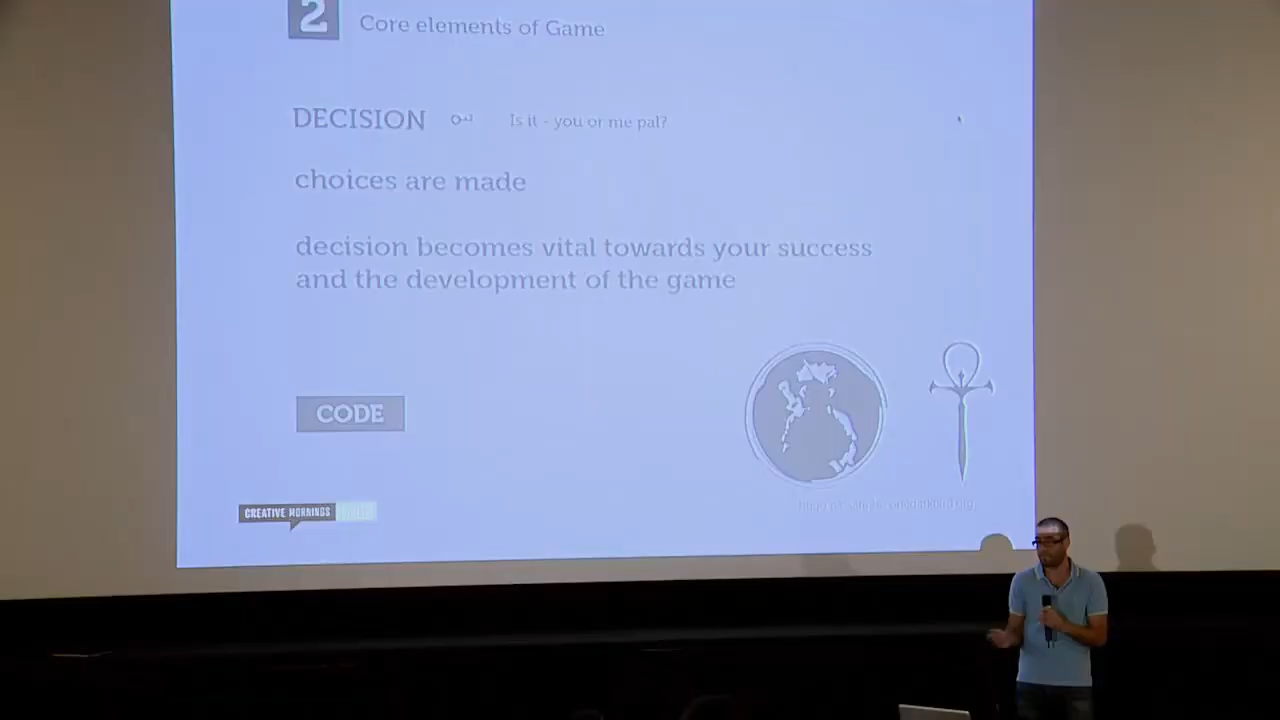 2
Core elements of Game
DECISION
Is it - you or me pal?
choices are made
decision becomes vital towards your success
and the development of the game
CODE
CREATIVE MORNINGS